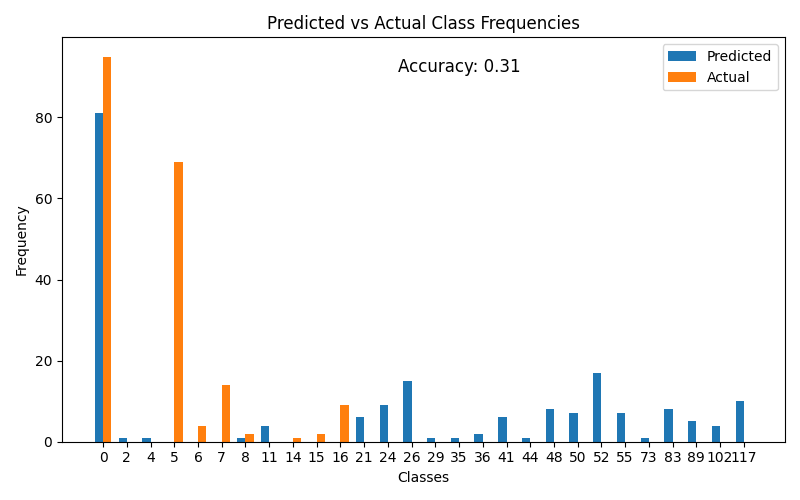 Predicted vs Actual Class Frequencies
Accuracy: 0.31
Predicted
Actual
Frequency
80
60
40
20
0
0 2 4 5 6 7 8 11 14 15 16 21 24 26 29 35 36 41 44 48 50 52 55 73 83 89 102 117
Classes